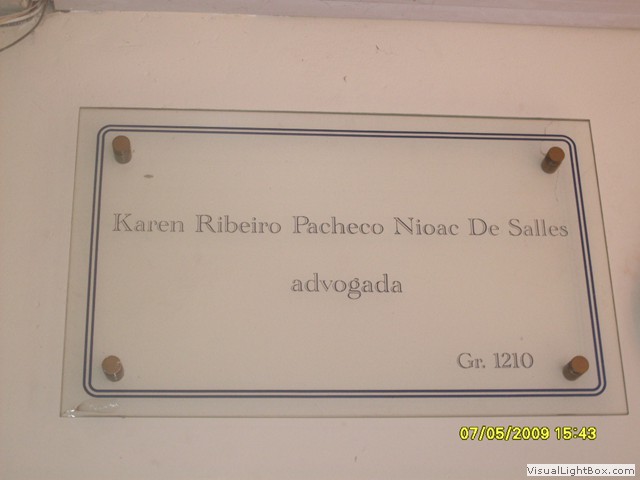 Karen Ribeiro Pacheco Nioac De Salles
advogada
Gr. 1210
07/05/2009 15:43
VisualLightBox.com